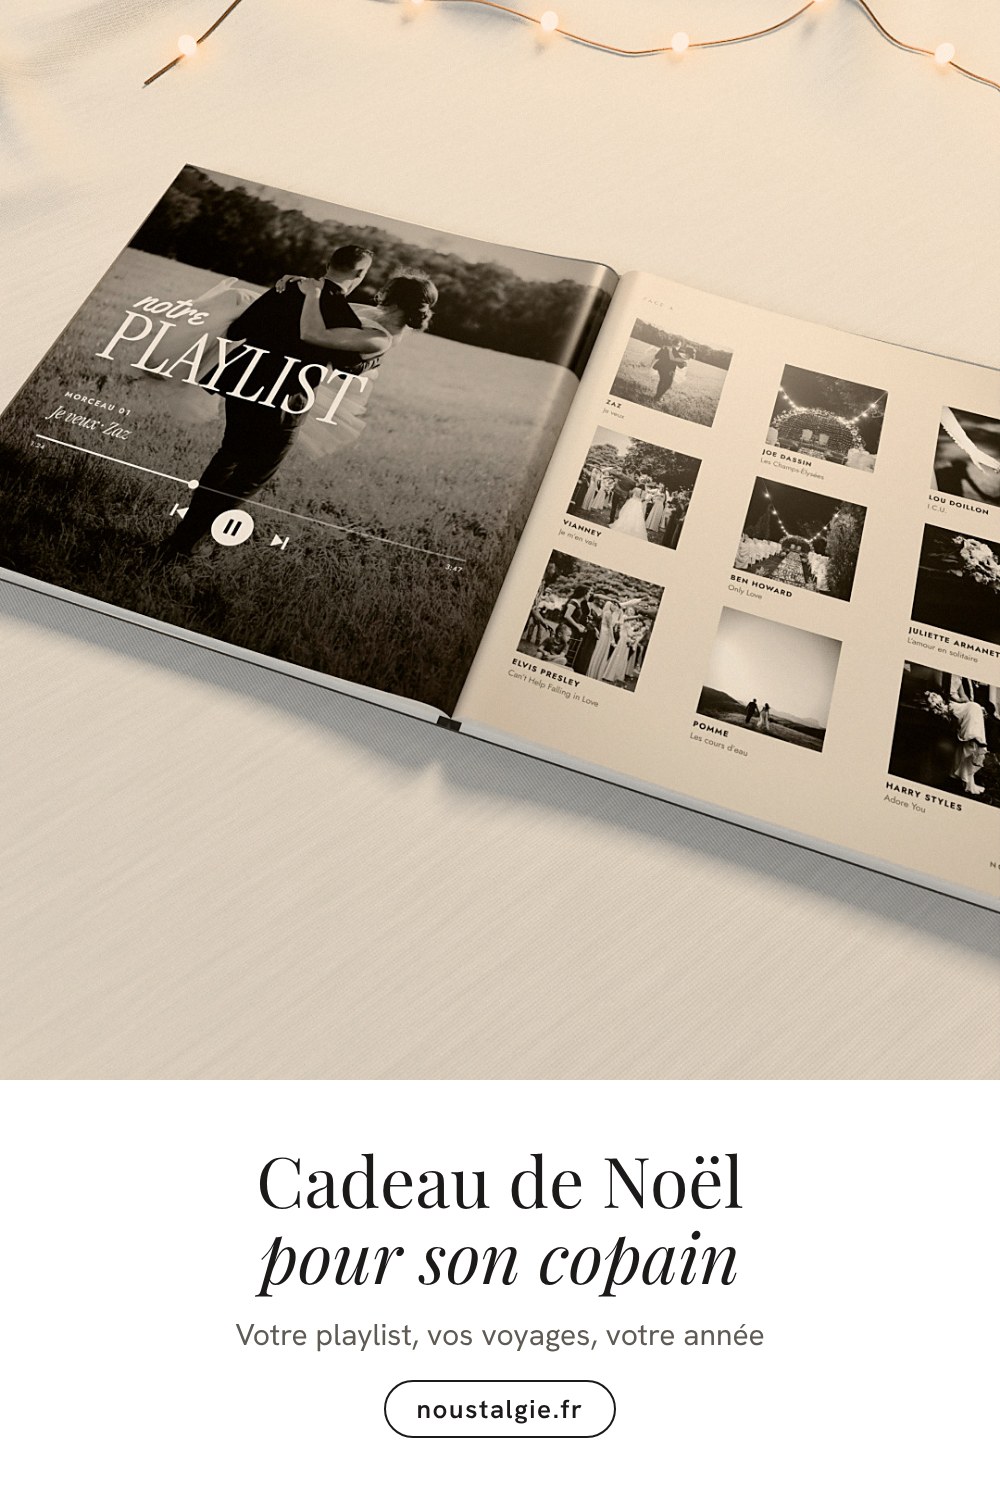 notre
PLAYLIST
MORCEAU 01
Je veux · Zaz
1:24
3:47
FACE A
ZAZ
Je veux
VIANNEY
Je m'en vais
ELVIS PRESLEY
Can't Help Falling in Love
JOE DASSIN
Les Champs-Élysées
BEN HOWARD
Only Love
POMME
Les cours d'eau
LOU DOILLON
I.C.U.
JULIETTE ARMANET
L'amour en solitaire
HARRY STYLES
Adore You
Cadeau de Noël
pour son copain
Votre playlist, vos voyages, votre année
noustalgie.fr